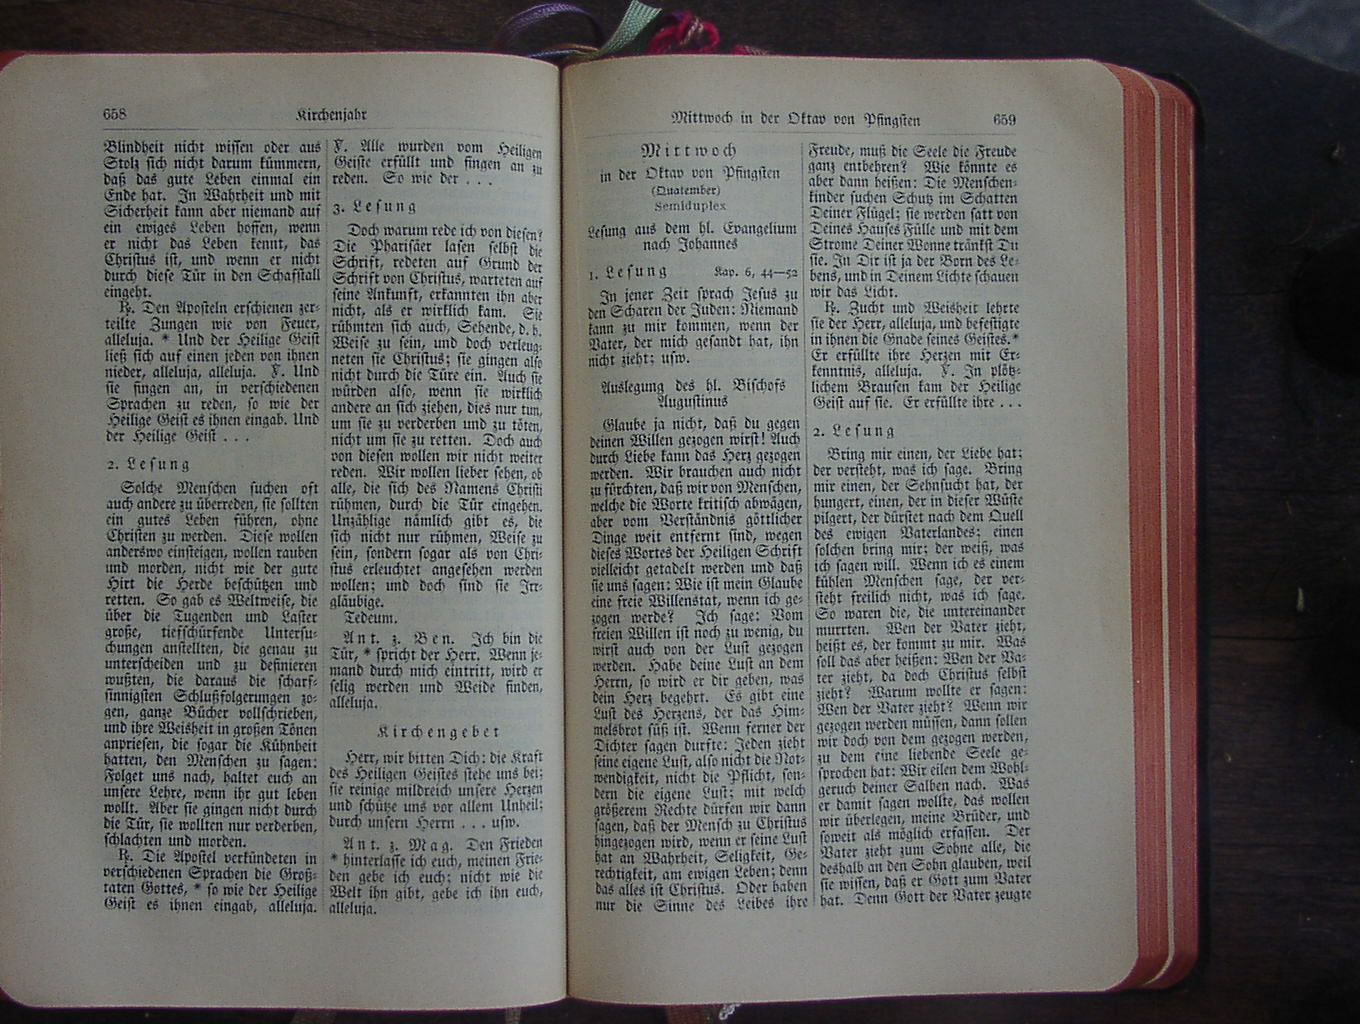 658
Kirchenjahr
Blindheit nicht wissen oder aus
Stolz sich nicht darum kümmern,
daß das gute Leben einmal ein
Ende hat. In Wahrheit und mit
Sicherheit kann aber niemand auf
ein ewiges Leben hoffen, wenn
er nicht das Leben kennt, das
Christus ist, und wenn er nicht
durch diese Tür in den Schafstall
eingeht.
℟. Den Aposteln erschienen zer-
teilte Zungen wie von Feuer,
alleluja. * Und der Heilige Geist
ließ sich auf einen jeden von ihnen
nieder, alleluja, alleluja. ℣. Und
sie fingen an, in verschiedenen
Sprachen zu reden, so wie der
Heilige Geist es ihnen eingab. Und
der Heilige Geist . . .
2. Lesung
Solche Menschen suchen oft
auch andere zu überreden, sie sollten
ein gutes Leben führen, ohne
Christen zu werden. Diese wollen
anderswo einsteigen, wollen rauben
und morden, nicht wie der gute
Hirt die Herde beschützen und
retten. So gab es Weltweise, die
über die Tugenden und Laster
große, tiefschürfende Untersu-
chungen anstellten, die genau zu
unterscheiden und zu definieren
wußten, die daraus die scharf-
sinnigsten Schlußfolgerungen zo-
gen, ganze Bücher vollschrieben,
und ihre Weisheit in großen Tönen
anpriesen, die sogar die Kühnheit
hatten, den Menschen zu sagen:
Folget uns nach, haltet euch an
unsere Lehre, wenn ihr gut leben
wollt. Aber sie gingen nicht durch
die Tür, sie wollten nur verderben,
schlachten und morden.
℟. Die Apostel verkündeten in
verschiedenen Sprachen die Groß-
taten Gottes, * so wie der Heilige
Geist es ihnen eingab, alleluja.
℣. Alle wurden vom Heiligen
Geiste erfüllt und fingen an zu
reden. So wie der . . .
3. Lesung
Doch warum rede ich von diesen?
Die Pharisäer lasen selbst die
Schrift, redeten auf Grund der
Schrift von Christus, warteten auf
seine Ankunft, erkannten ihn aber
nicht, als er wirklich kam. Sie
rühmten sich auch, Sehende, d. h.
Weise zu sein, und doch verleug-
neten sie Christus; sie gingen also
nicht durch die Türe ein. Auch sie
würden also, wenn sie wirklich
andere an sich ziehen, dies nur tun,
um sie zu verderben und zu töten,
nicht um sie zu retten. Doch auch
von diesen wollen wir nicht weiter
reden. Wir wollen lieber sehen, ob
alle, die sich des Namens Christi
rühmen, durch die Tür eingehen.
Unzählige nämlich gibt es, die
sich nicht nur rühmen, Weise zu
sein, sondern sogar als von Chri-
stus erleuchtet angesehen werden
wollen; und doch sind sie Irr-
gläubige.
Tedeum.
Ant. z. Ben. Ich bin die
Tür, * spricht der Herr. Wenn je-
mand durch mich eintritt, wird er
selig werden und Weide finden,
alleluja.
Kirchengebet
Herr, wir bitten Dich: die Kraft
des Heiligen Geistes stehe uns bei;
sie reinige mildreich unsere Herzen
und schütze uns vor allem Unheil;
durch unsern Herrn . . . usw.
Ant. z. Mag. Den Frieden
* hinterlasse ich euch, meinen Frie-
den gebe ich euch; nicht wie die
Welt ihn gibt, gebe ich ihn euch,
alleluja.
Mittwoch in der Oktav von Pfingsten
659
Mittwoch
in der Oktav von Pfingsten
(Quatember)
Semiduplex
Lesung aus dem hl. Evangelium
nach Johannes
1. Lesung Kap. 6, 44—52
In jener Zeit sprach Jesus zu
den Scharen der Juden: Niemand
kann zu mir kommen, wenn der
Vater, der mich gesandt hat, ihn
nicht zieht; usw.
Auslegung des hl. Bischofs
Augustinus
Glaube ja nicht, daß du gegen
deinen Willen gezogen wirst! Auch
durch Liebe kann das Herz gezogen
werden. Wir brauchen auch nicht
zu fürchten, daß wir von Menschen,
welche die Worte kritisch abwägen,
aber vom Verständnis göttlicher
Dinge weit entfernt sind, wegen
dieses Wortes der Heiligen Schrift
vielleicht getadelt werden und daß
sie uns sagen: Wie ist mein Glaube
eine freie Willenstat, wenn ich ge-
zogen werde? Ich sage: Vom
freien Willen ist noch zu wenig, du
wirst auch von der Lust gezogen
werden. Habe deine Lust an dem
Herrn, so wird er dir geben, was
dein Herz begehrt. Es gibt eine
Lust des Herzens, der das Him-
melsbrot süß ist. Wenn ferner der
Dichter sagen durfte: Jeden zieht
seine eigene Lust, also nicht die Not-
wendigkeit, nicht die Pflicht, son-
dern die eigene Lust; mit welch
größerem Rechte dürfen wir dann
sagen, daß der Mensch zu Christus
hingezogen wird, wenn er seine Lust
hat an Wahrheit, Seligkeit, Ge-
rechtigkeit, am ewigen Leben; denn
das alles ist Christus. Oder haben
nur die Sinne des Leibes ihre
Freude, muß die Seele die Freude
ganz entbehren? Wie könnte es
aber dann heißen: Die Menschen-
kinder suchen Schutz im Schatten
Deiner Flügel; sie werden satt von
Deines Hauses Fülle und mit dem
Strome Deiner Wonne tränkst Du
sie. In Dir ist ja der Born des Le-
bens, und in Deinem Lichte schauen
wir das Licht.
℟. Zucht und Weisheit lehrte
sie der Herr, alleluja, und befestigte
in ihnen die Gnade seines Geistes.*
Er erfüllte ihre Herzen mit Er-
kenntnis, alleluja. ℣. In plötz-
lichem Brausen kam der Heilige
Geist auf sie. Er erfüllte ihre . . .
2. Lesung
Bring mir einen, der Liebe hat;
der versteht, was ich sage. Bring
mir einen, der Sehnsucht hat, der
hungert, einen, der in dieser Wüste
pilgert, der dürstet nach dem Quell
des ewigen Vaterlandes; einen
solchen bring mir; der weiß, was
ich sagen will. Wenn ich es einem
kühlen Menschen sage, der ver-
steht freilich nicht, was ich sage.
So waren die, die untereinander
murrten. Wen der Vater zieht,
heißt es, der kommt zu mir. Was
soll das aber heißen: Wen der Va-
ter zieht, da doch Christus selbst
zieht? Warum wollte er sagen:
Wen der Vater zieht? Wenn wir
gezogen werden müssen, dann sollen
wir doch von dem gezogen werden,
zu dem eine liebende Seele ge-
sprochen hat: Wir eilen dem Wohl-
geruch deiner Salben nach. Was
er damit sagen wollte, das wollen
wir überlegen, meine Brüder, und
soweit als möglich erfassen. Der
Vater zieht zum Sohne alle, die
deshalb an den Sohn glauben, weil
sie wissen, daß er Gott zum Vater
hat. Denn Gott der Vater zeugte